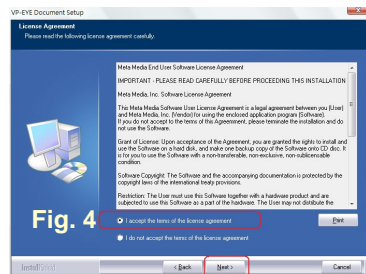 VP-EYE Document Setup
License Agreement
Please read the following license agreement carefully.
Meta Media End User Software License Agreement
IMPORTANT - PLEASE READ CAREFULLY BEFORE PROCEEDING THIS INSTALLATION
Meta Media, Inc. Software License Agreement
This Meta Media Software User License Agreement is a legal agreement between you (User)
and Meta Media, Inc. (Vendor) for using the enclosed application program (Software).
If you do not accept to the terms of this Agreement, please terminate the installation and do
not use the Software.
Grant of License: Upon acceptance of the Agreement, you are granted the rights to install and
use the Software on a hard disk, and make one backup copy of the Software on CD disc. It
is for you to use the Software with a non-transferable, non-exclusive, non-sublicensable
condition.
Software Copyright: The Software and the accompanying documentation is protected by the
copyright laws of the international treaty provisions.
Restriction: The User must use this Software together with a hardware product and are
subjected to use this Software as a part of the hardware. The User may not distribute the
Fig. 4
I accept the terms of the license agreement
Print
I do not accept the terms of the license agreement
InstallShield
< Back
Next >
Cancel